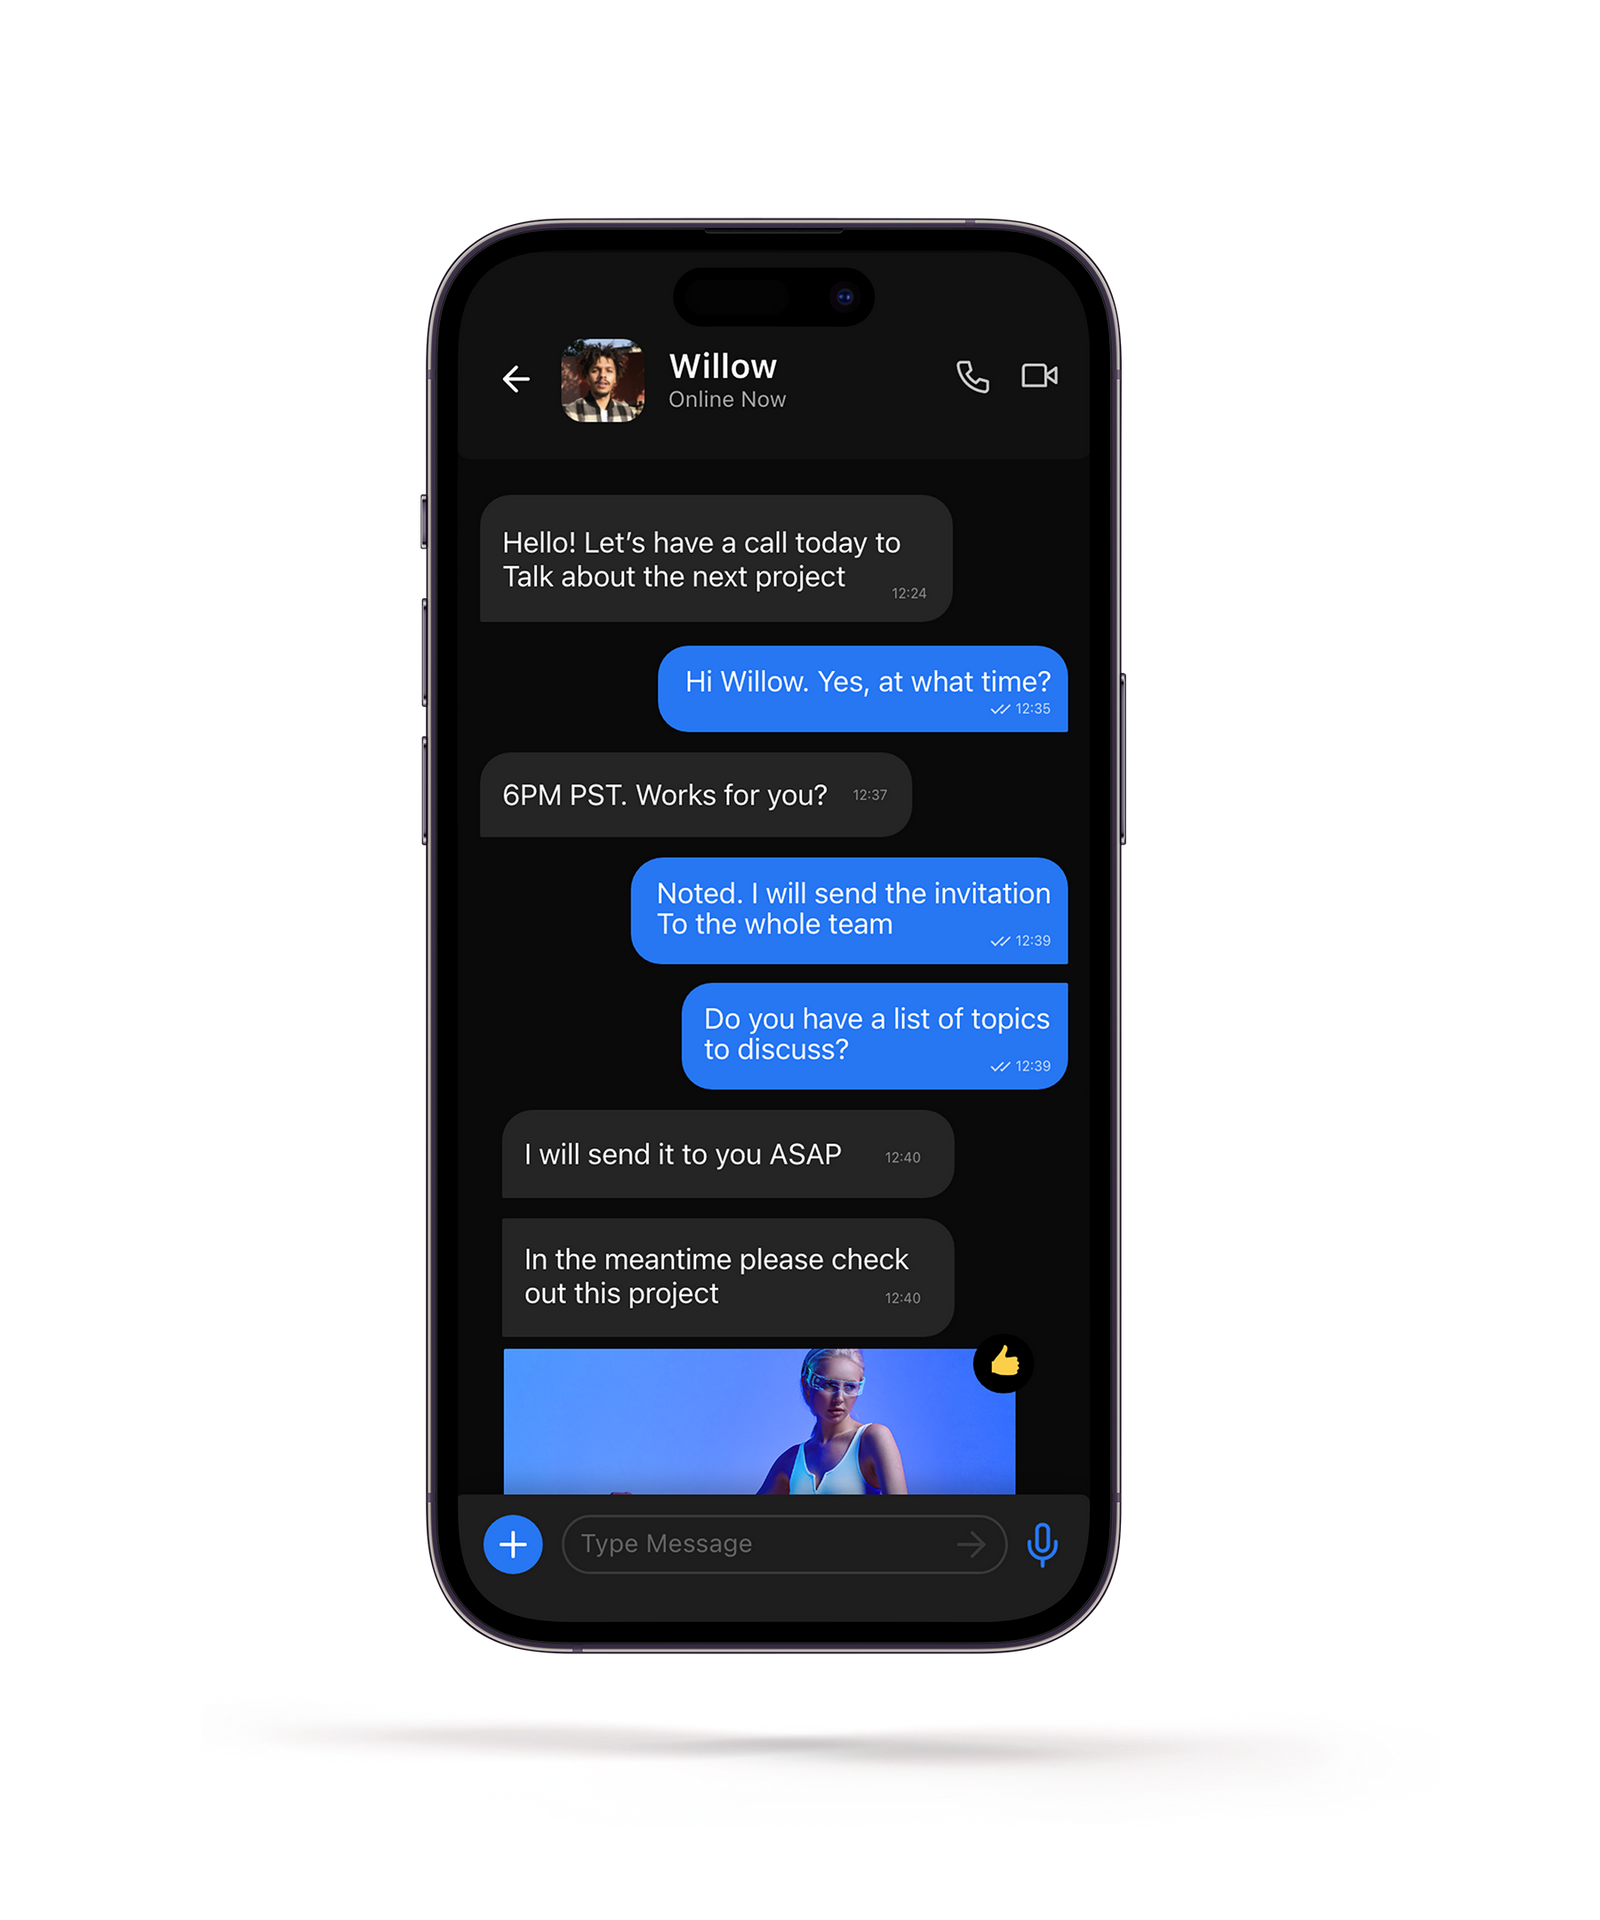 Willow
Online Now
Hello! Let’s have a call today to
Talk about the next project
12:24
Hi Willow. Yes, at what time?
12:35
6PM PST. Works for you? 12:37
Noted. I will send the invitation
To the whole team
12:39
Do you have a list of topics
to discuss?
12:39
I will send it to you ASAP 12:40
In the meantime please check
out this project 12:40
Type Message